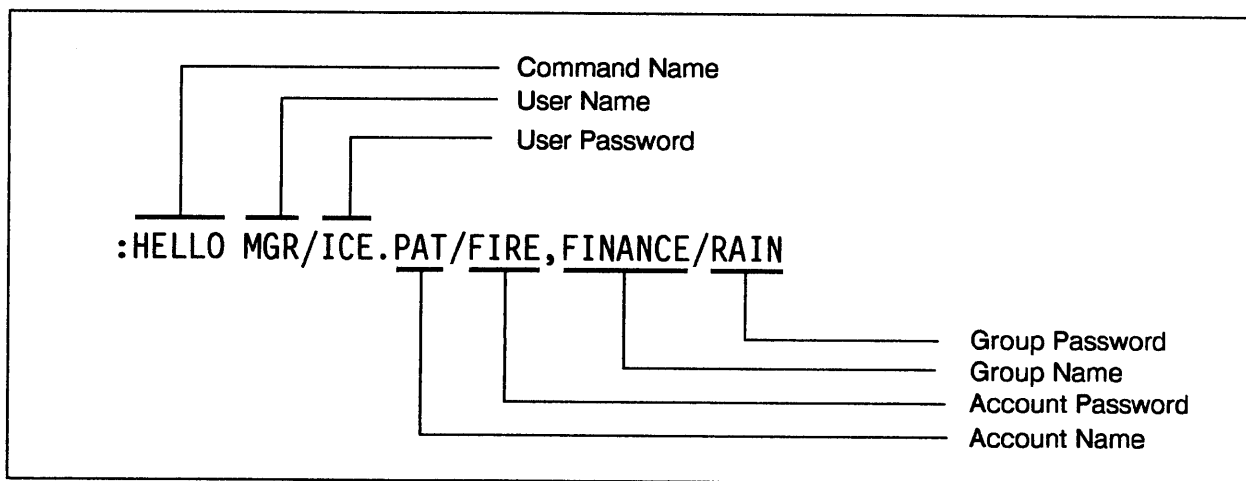 Command Name
User Name
User Password
:HELLO MGR/ICE.PAT/FIRE,FINANCE/RAIN
Group Password
Group Name
Account Password
Account Name